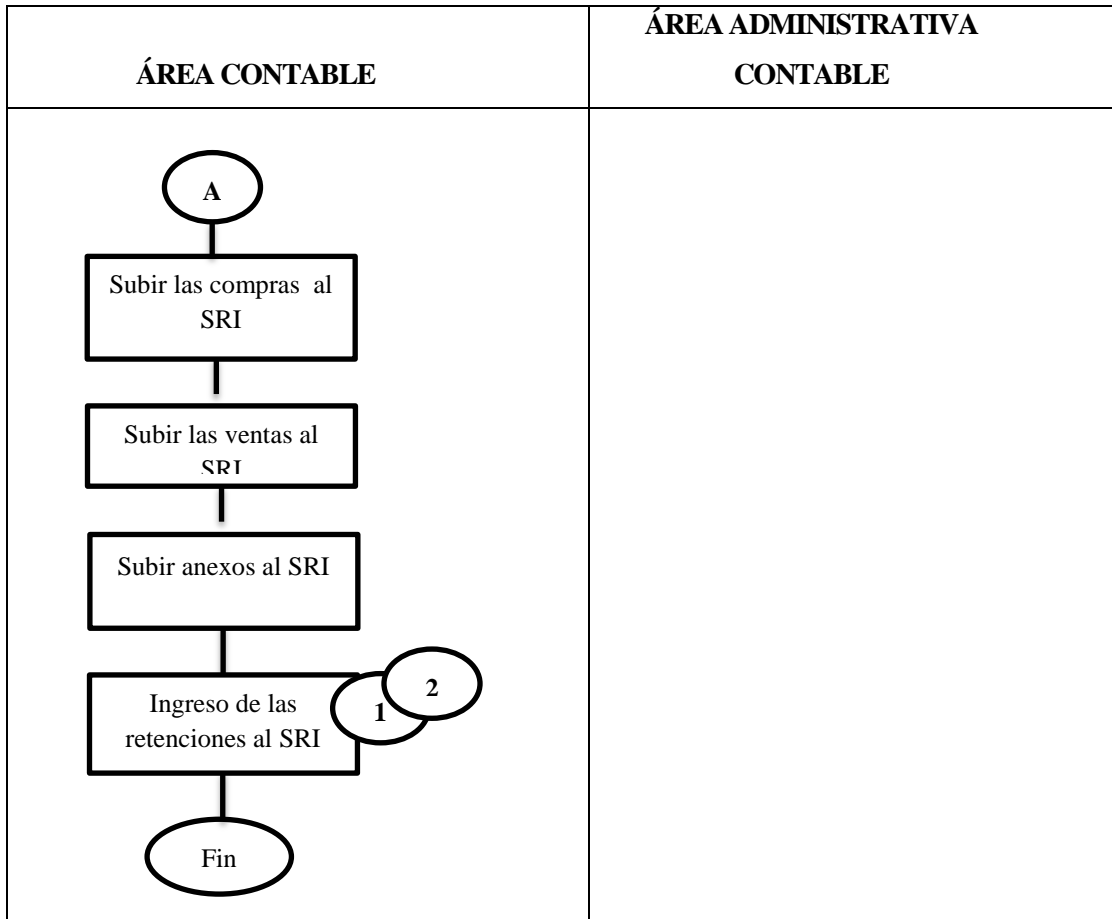 ÁREA CONTABLE
ÁREA ADMINISTRATIVA
CONTABLE
A
Subir las compras al
SRI
Subir las ventas al
SRI
Subir anexos al SRI
Ingreso de las
retenciones al SRI
1
2
Fin